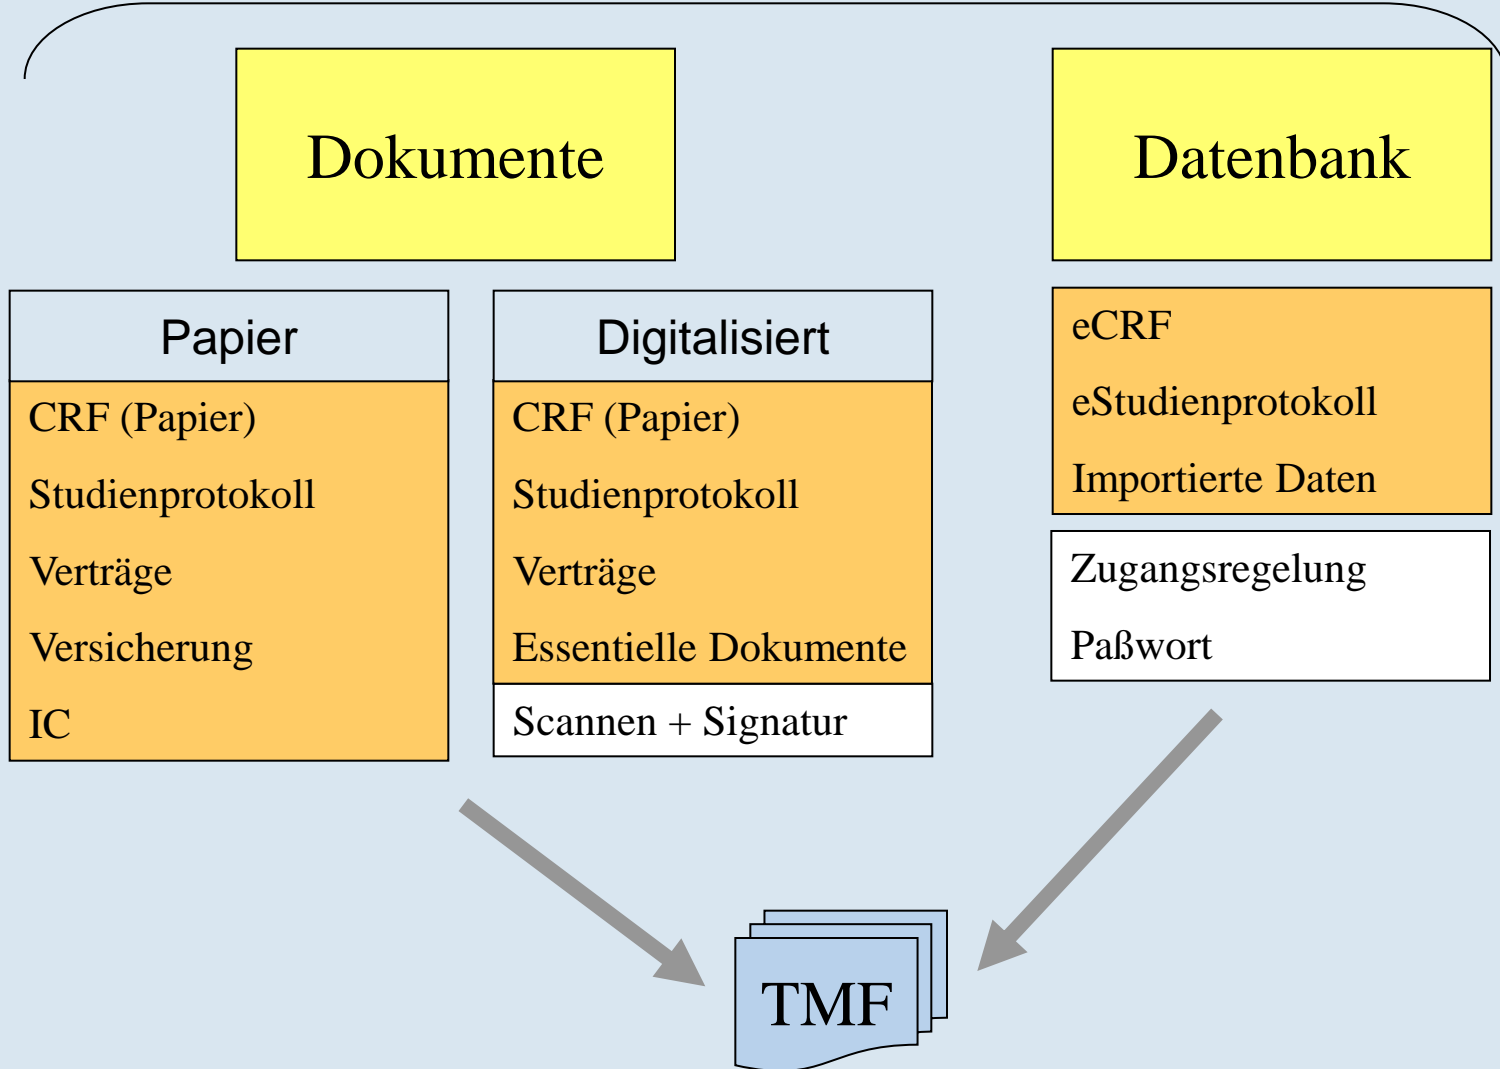 Dokumente
Datenbank
Papier
CRF (Papier)
Studienprotokoll
Verträge
Versicherung
IC
Digitalisiert
CRF (Papier)
Studienprotokoll
Verträge
Essentielle Dokumente
Scannen + Signatur
eCRF
eStudienprotokoll
Importierte Daten
Zugangsregelung
Paßwort
TMF